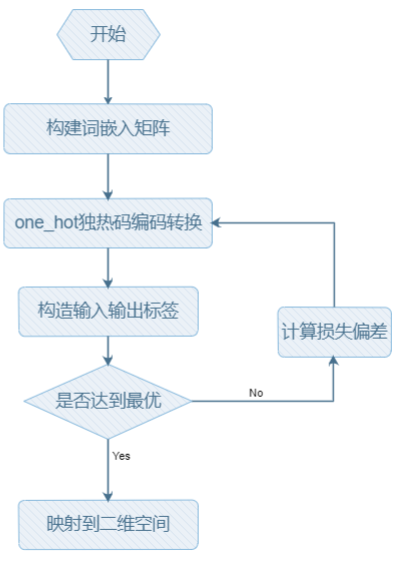 开始
构建词嵌入矩阵
one_hot独热码编码转换
构造输入输出标签
计算损失偏差
是否达到最优
No
Yes
映射到二维空间